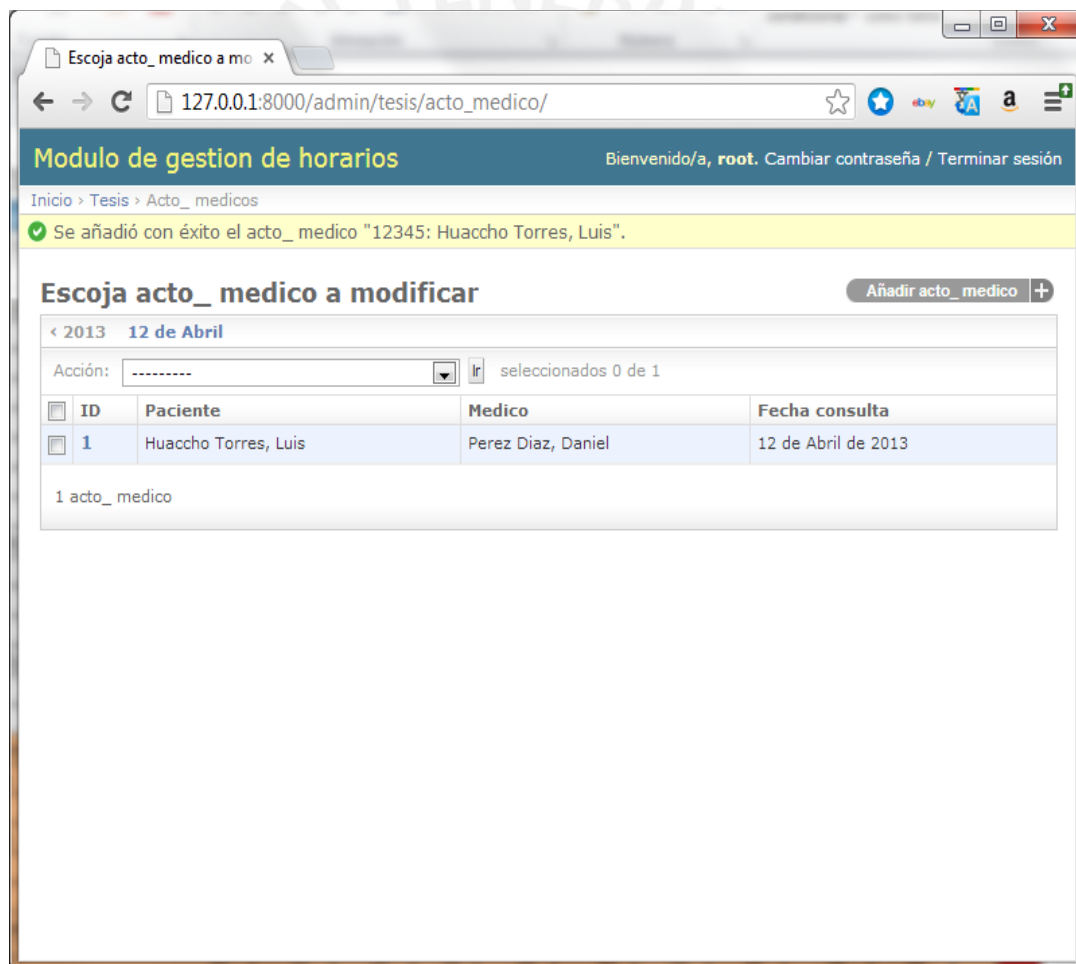 Escoja acto_ medico a mo
127.0.0.1:8000/admin/tesis/acto_medico/
ebay
a
Modulo de gestion de horarios
Bienvenido/a, root. Cambiar contraseña / Terminar sesión
Inicio › Tesis › Acto_ medicos
Se añadió con éxito el acto_ medico "12345: Huaccho Torres, Luis".
Escoja acto_ medico a modificar
Añadir acto_ medico +
‹ 2013 12 de Abril
Acción: --------- Ir seleccionados 0 de 1
ID Paciente Medico Fecha consulta
1 Huaccho Torres, Luis Perez Diaz, Daniel 12 de Abril de 2013
1 acto_ medico